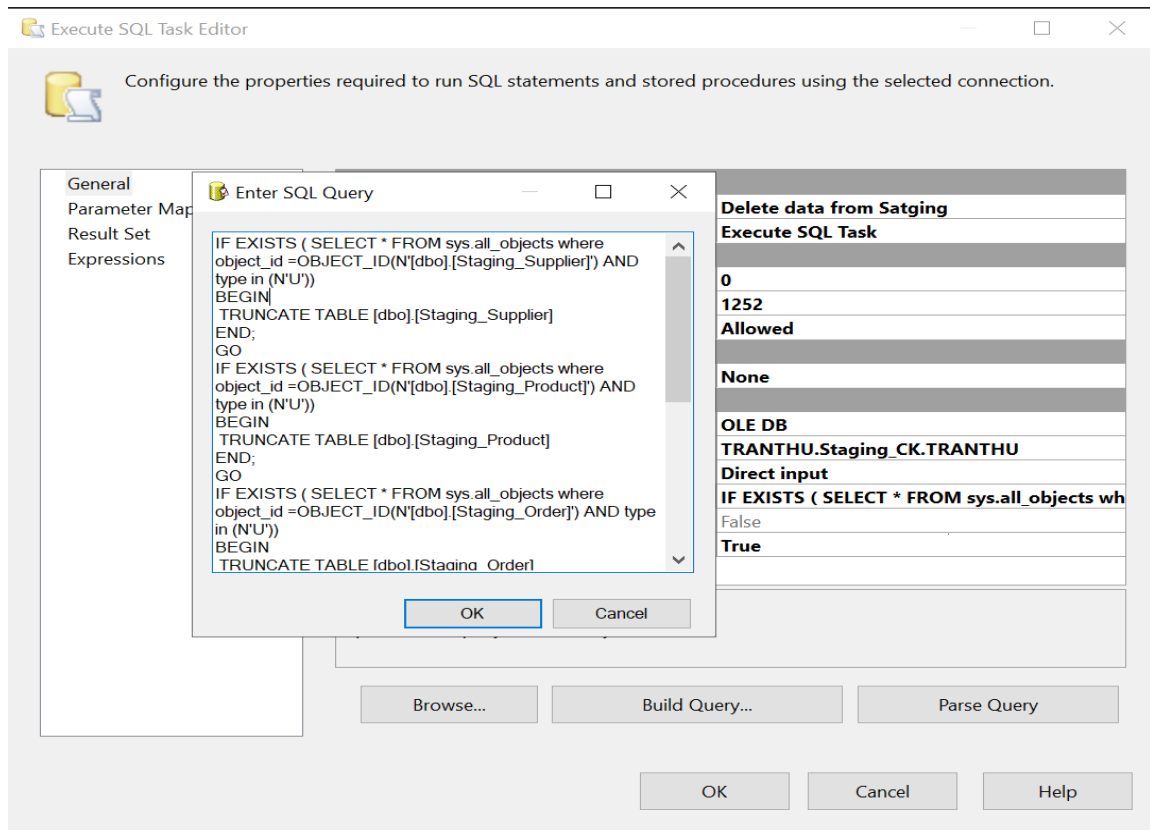 Execute SQL Task Editor
Configure the properties required to run SQL statements and stored procedures using the selected connection.
General
Parameter Map
Result Set
Expressions
Enter SQL Query
IF EXISTS ( SELECT * FROM sys.all_objects where
object_id =OBJECT_ID(N'[dbo].[Staging_Supplier]') AND
type in (N'U'))
BEGIN
TRUNCATE TABLE [dbo].[Staging_Supplier]
END;
GO
IF EXISTS ( SELECT * FROM sys.all_objects where
object_id =OBJECT_ID(N'[dbo].[Staging_Product]') AND
type in (N'U'))
BEGIN
TRUNCATE TABLE [dbo].[Staging_Product]
END;
GO
IF EXISTS ( SELECT * FROM sys.all_objects where
object_id =OBJECT_ID(N'[dbo].[Staging_Order]') AND type
in (N'U'))
BEGIN
TRUNCATE TABLE [dbo].[Staging_Order]
OK
Cancel
Delete data from Satging
Execute SQL Task
0
1252
Allowed
None
OLE DB
TRANTHU.Staging_CK.TRANTHU
Direct input
IF EXISTS ( SELECT * FROM sys.all_objects wh
False
True
Browse...
Build Query...
Parse Query
OK
Cancel
Help